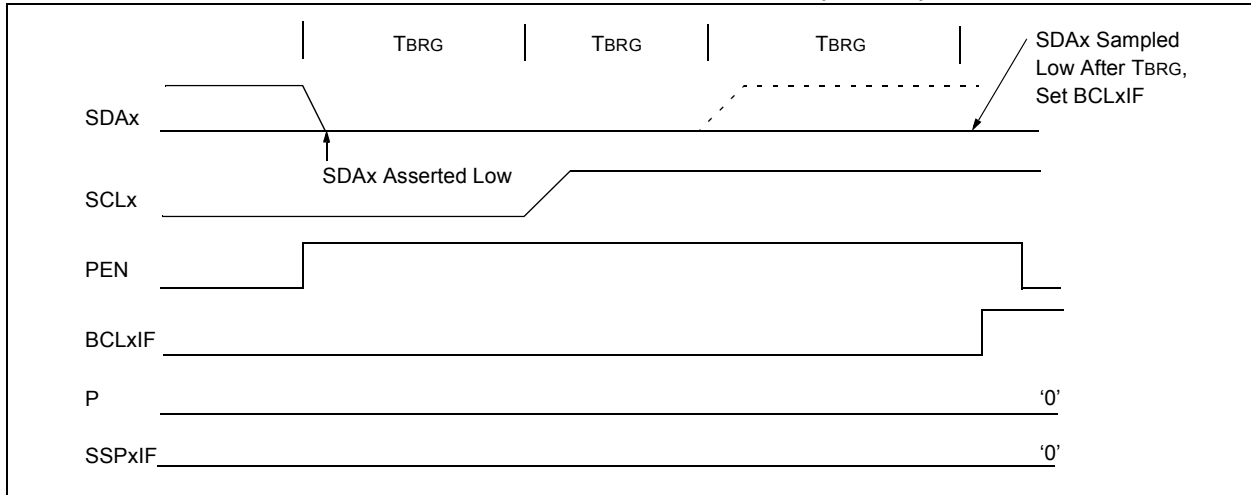 TBRG TBRG TBRG
SDAx Sampled
Low After TBRG,
Set BCLxIF
SDAx
SDAx Asserted Low
SCLx
PEN
BCLxIF
P ‘0’
SSPxIF ‘0’